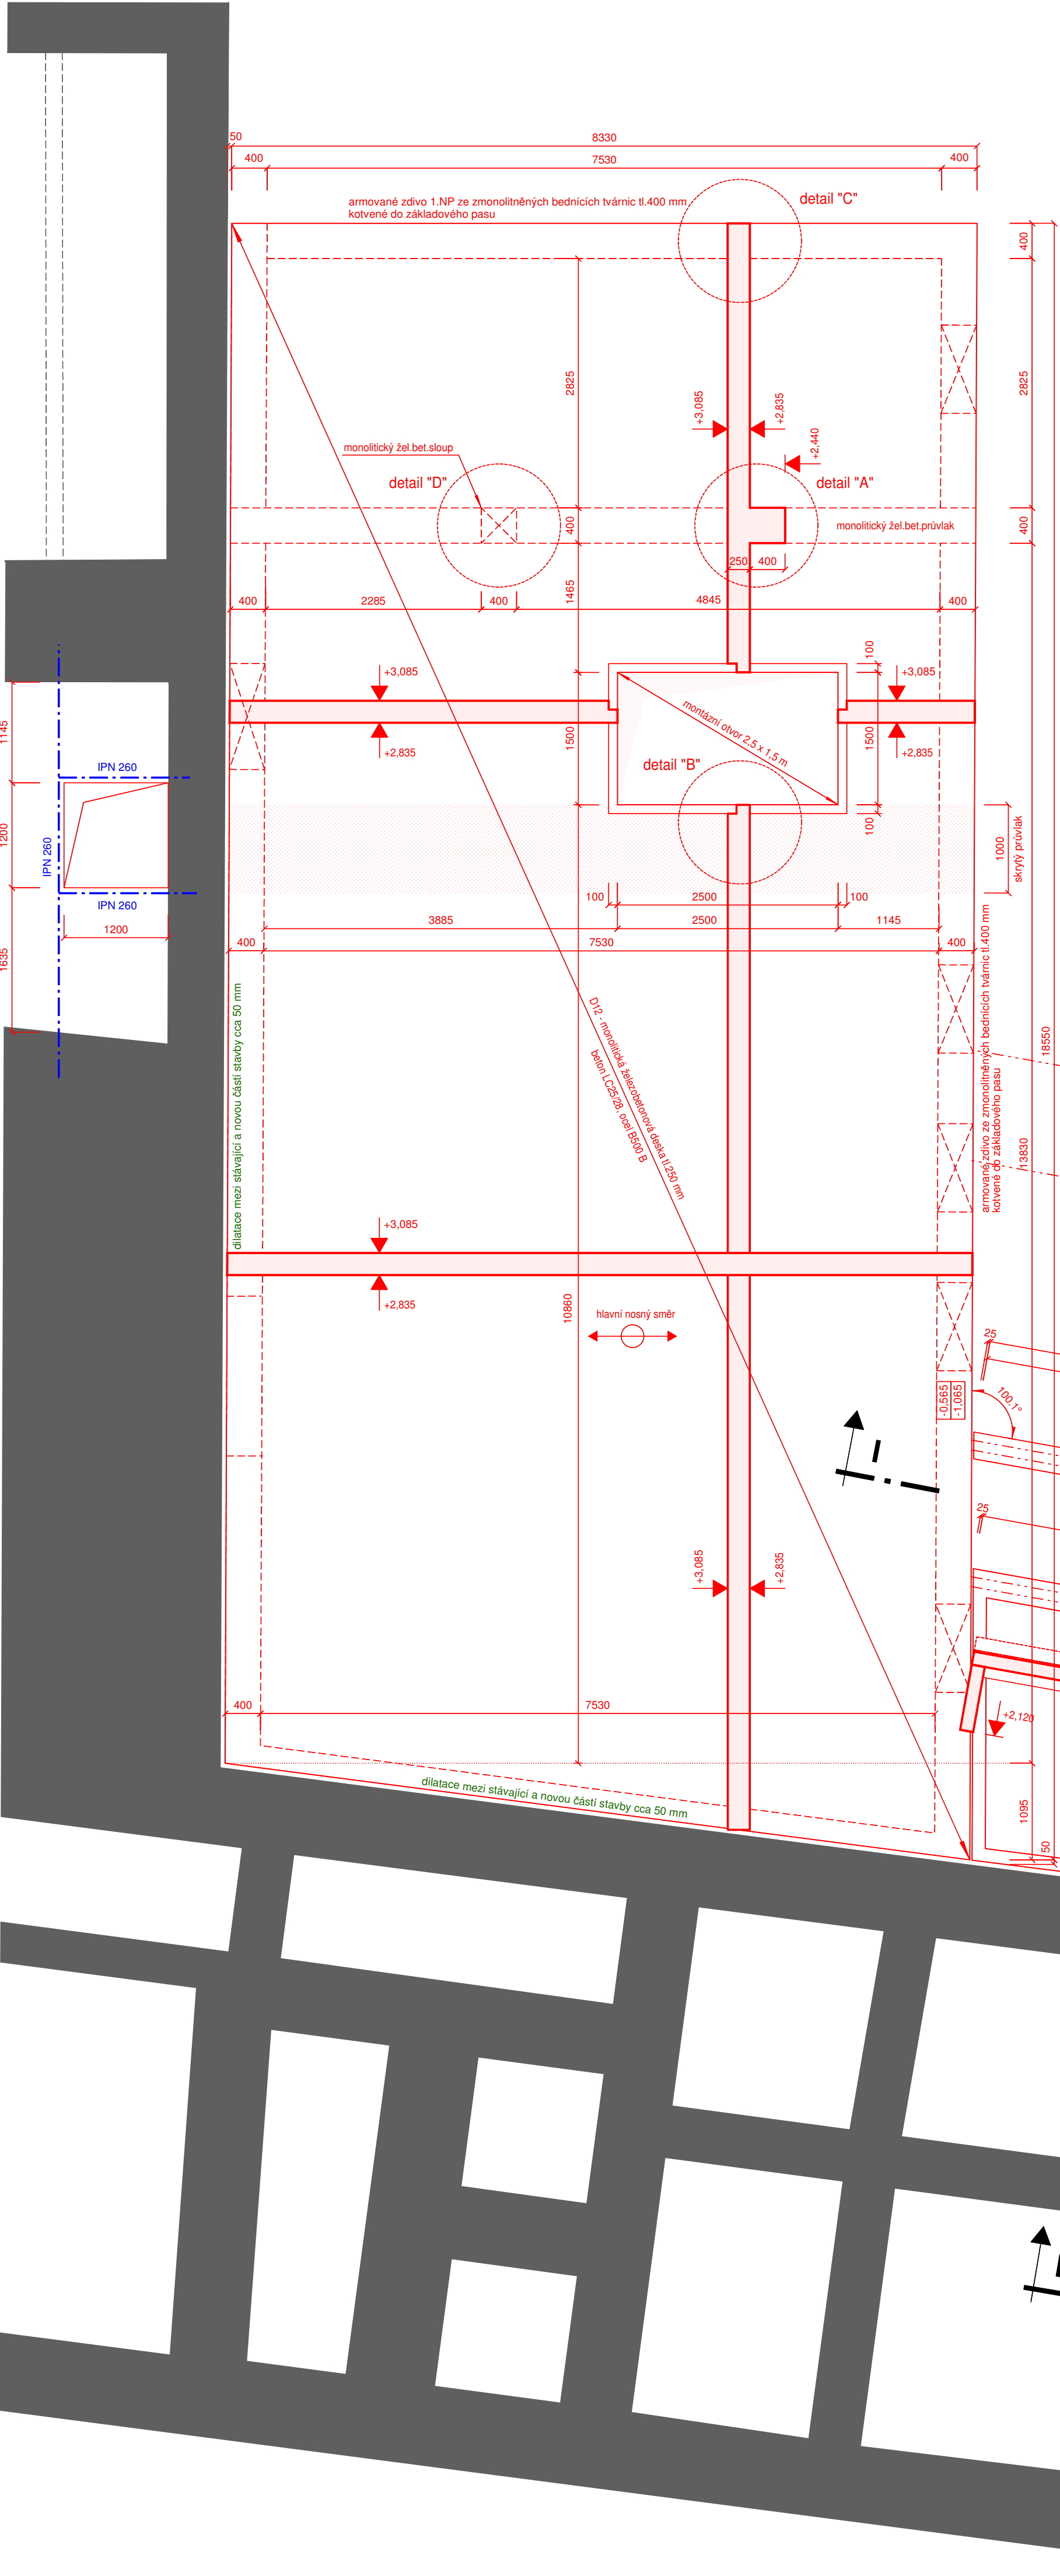 50
8330
400
7530
400
armované zdivo 1.NP ze zmonolitněných bednících tvárnic tl.400 mm
kotvené do základového pasu
detail "C"
400
2825
2825
+3,085
+2,835
+2,440
monolitický žel.bet.sloup
detail "D"
detail "A"
400
monolitický žel.bet.průvlak
400
250
400
1465
400
2285
400
4845
400
100
+3,085
+3,085
1145
1500
montázní otvor 2,5 x 1,5 m
1500
+2,835
+2,835
detail "B"
IPN 260
1200
IPN 260
100
1000
skrytý průvlak
IPN 260
100
2500
100
1200
3885
2500
1145
400
7530
400
1635
dilatace mezi stávající a novou částí stavby cca 50 mm
D12 - monolitická železobetonová deska tl.250 mm
beton LC25/28, ocel B500 B
armované zdivo ze zmonolitněných bednících tvárnic tl.400 mm
kotvené do základového pasu
18550
13830
+3,085
+2,835
10860
hlavní nosný směr
25
-0,565
-1,065
100,1°
I
25
+3,085
+2,835
400
7530
+2,120
dilatace mezi stávající a novou částí stavby cca 50 mm
1095
50